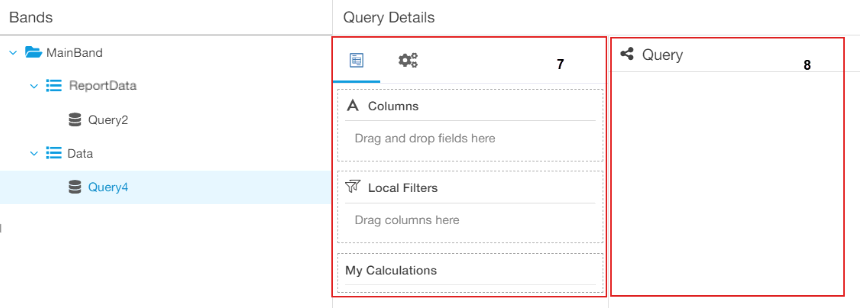 Bands
MainBand
ReportData
Query2
Data
Query4
Query Details
7
Columns
Drag and drop fields here
Local Filters
Drag columns here
My Calculations
Query
8